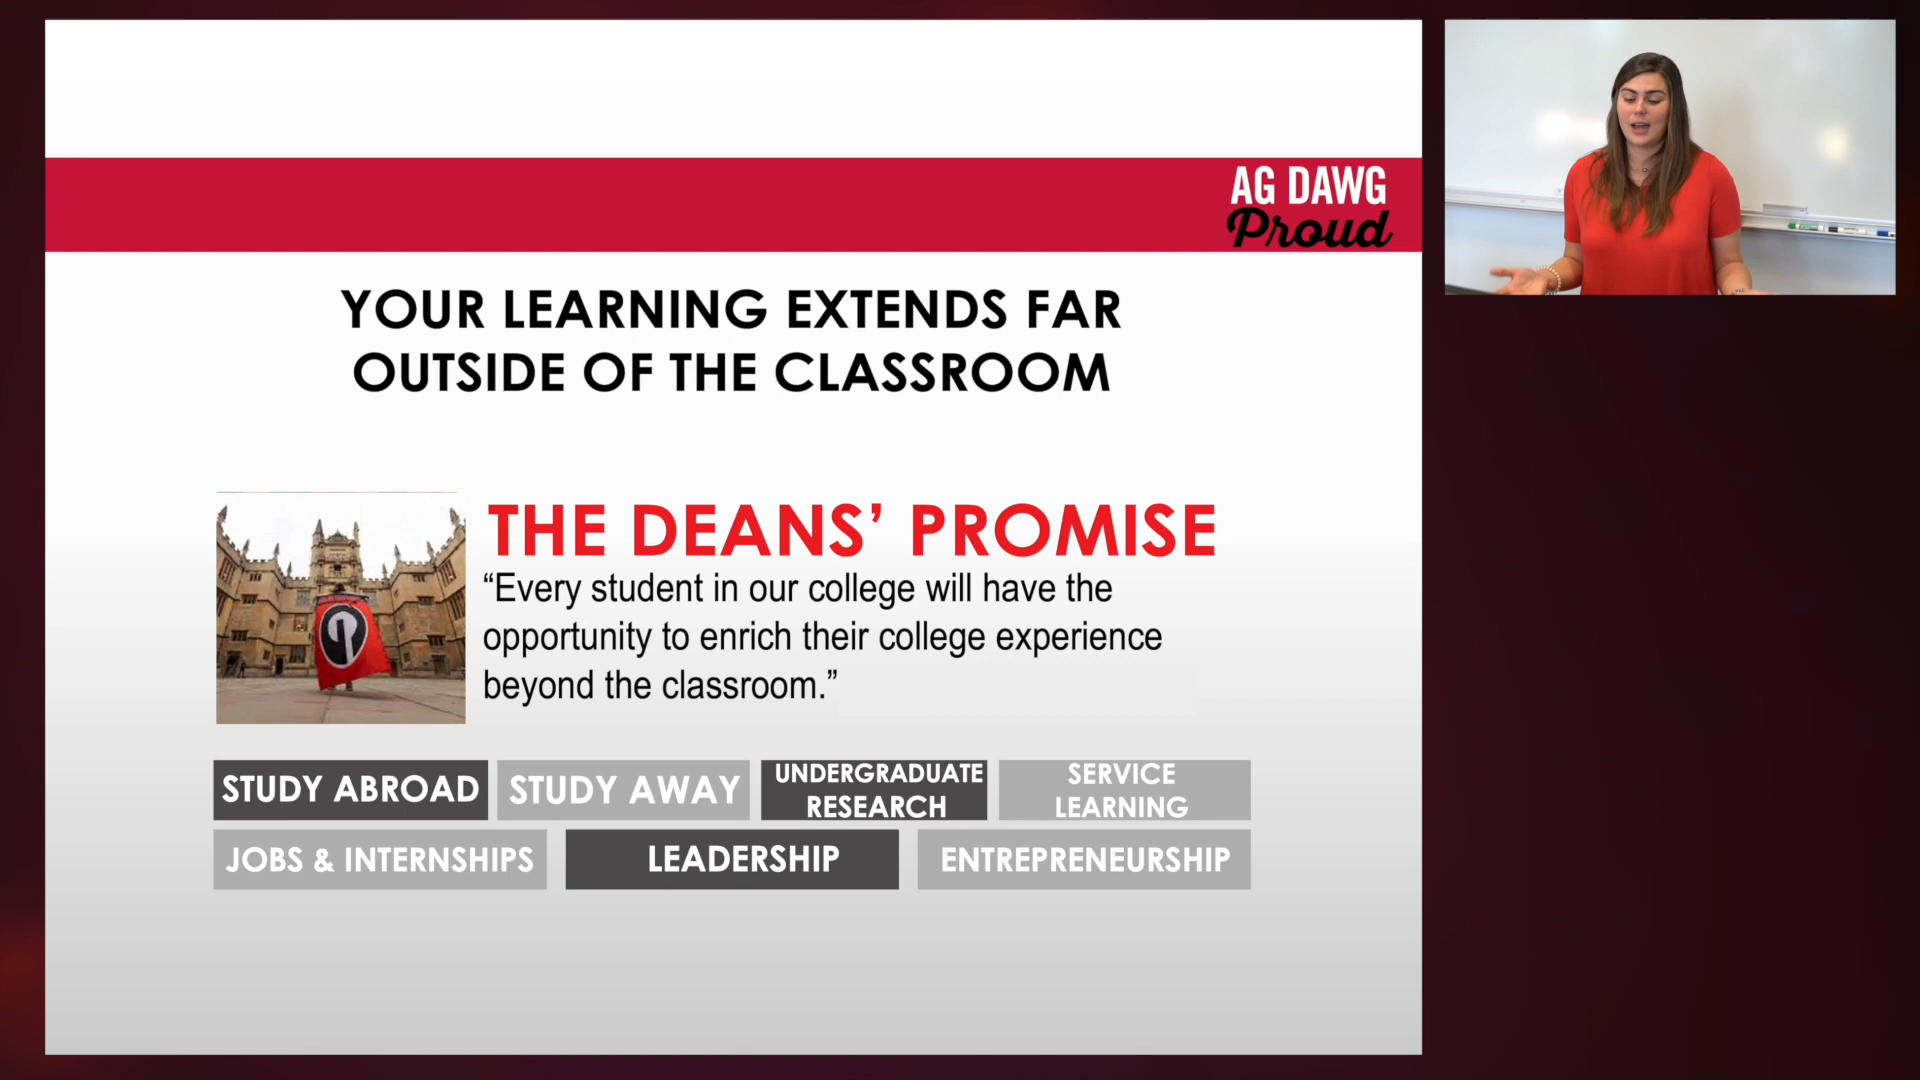 AG DAWG
Proud
YOUR LEARNING EXTENDS FAR
OUTSIDE OF THE CLASSROOM
THE DEANS’ PROMISE
“Every student in our college will have the
opportunity to enrich their college experience
beyond the classroom.”
STUDY ABROAD
STUDY AWAY
UNDERGRADUATE
RESEARCH
SERVICE
LEARNING
JOBS & INTERNSHIPS
LEADERSHIP
ENTREPRENEURSHIP